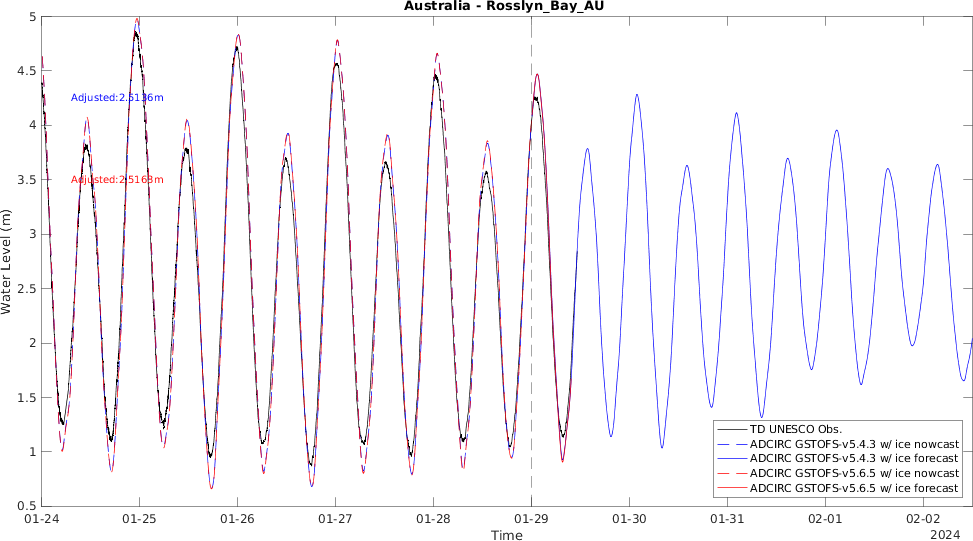 Australia - Rosslyn_Bay_AU
5
4.5
4
3.5
3
2.5
2
1.5
1
0.5
Water Level (m)
Adjusted:2.5136m
Adjusted:2.5163m
TD UNESCO Obs.
ADCIRC GSTOFS-v5.4.3 w/ ice nowcast
ADCIRC GSTOFS-v5.4.3 w/ ice forecast
ADCIRC GSTOFS-v5.6.5 w/ ice nowcast
ADCIRC GSTOFS-v5.6.5 w/ ice forecast
01-24 01-25 01-26 01-27 01-28 01-29 01-30 01-31 02-01 02-02
Time
2024